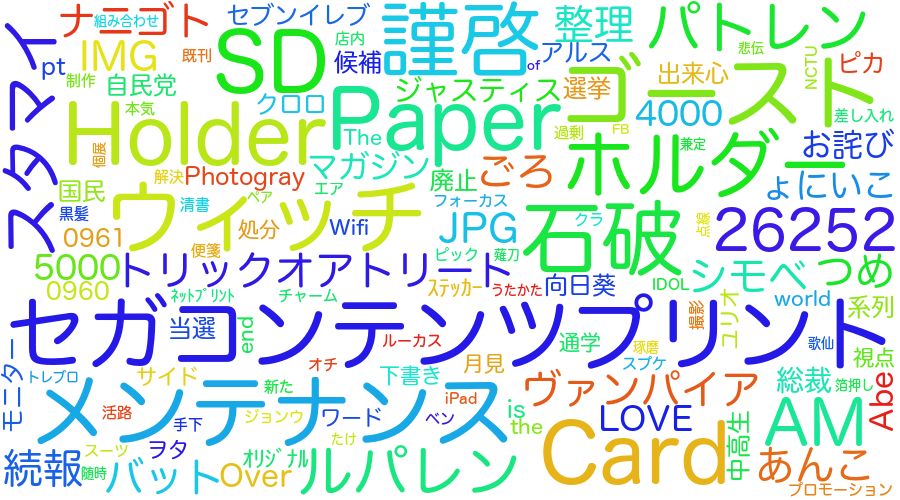 ナニゴト
組み合わせ
セブンイレブ
謹啓
整理
パトレン
スタマイ
IMG
既刊
SD
店内
候補
of
アルス
悲伝
NCTU
ピカ
pt
制作
自民党
クロロ
ジャスティス
選挙
出来心
ゴースト
本気
Holder
The
Paper
過剰
FB
4000
兼定
差し入れ
お詫び
個展
解決
Photogray
マガジン
ごろ
ホルダー
国民
ペア
エア
廃止
ょにいこ
黒髪
清書
ウィッチ
フォーカス
0961
処分
Wifi
JPG
石破
クラ
点線
26252
5000
便箋
トリックオアトリート
ピック
薙刀
IDOL
シモベ
つめ
0960
ﾈｯﾄﾌﾟﾘﾝﾄ
チャーム
ｽﾃｯｶｰ
うたかた
向日葵
world
系列
セガコンテンツプリント
当選
end
ルーカス
通学
琢磨
撮影
ユリオ
歌仙
視点
モニター
トレブロ
サイド
オチ
下書き
月見
スプケ
総裁
箔押し
メンテナンス
新た
iPad
ヴァンパイア
Abe
活路
手下
ジョンウ
ワード
ベン
is
the
LOVE
中高生
AM
続報
スーツ
ヲタ
たけ
Card
随時
バット
Over
ｵﾘｼﾞﾅﾙ
ルパレン
あんこ
プロモーション